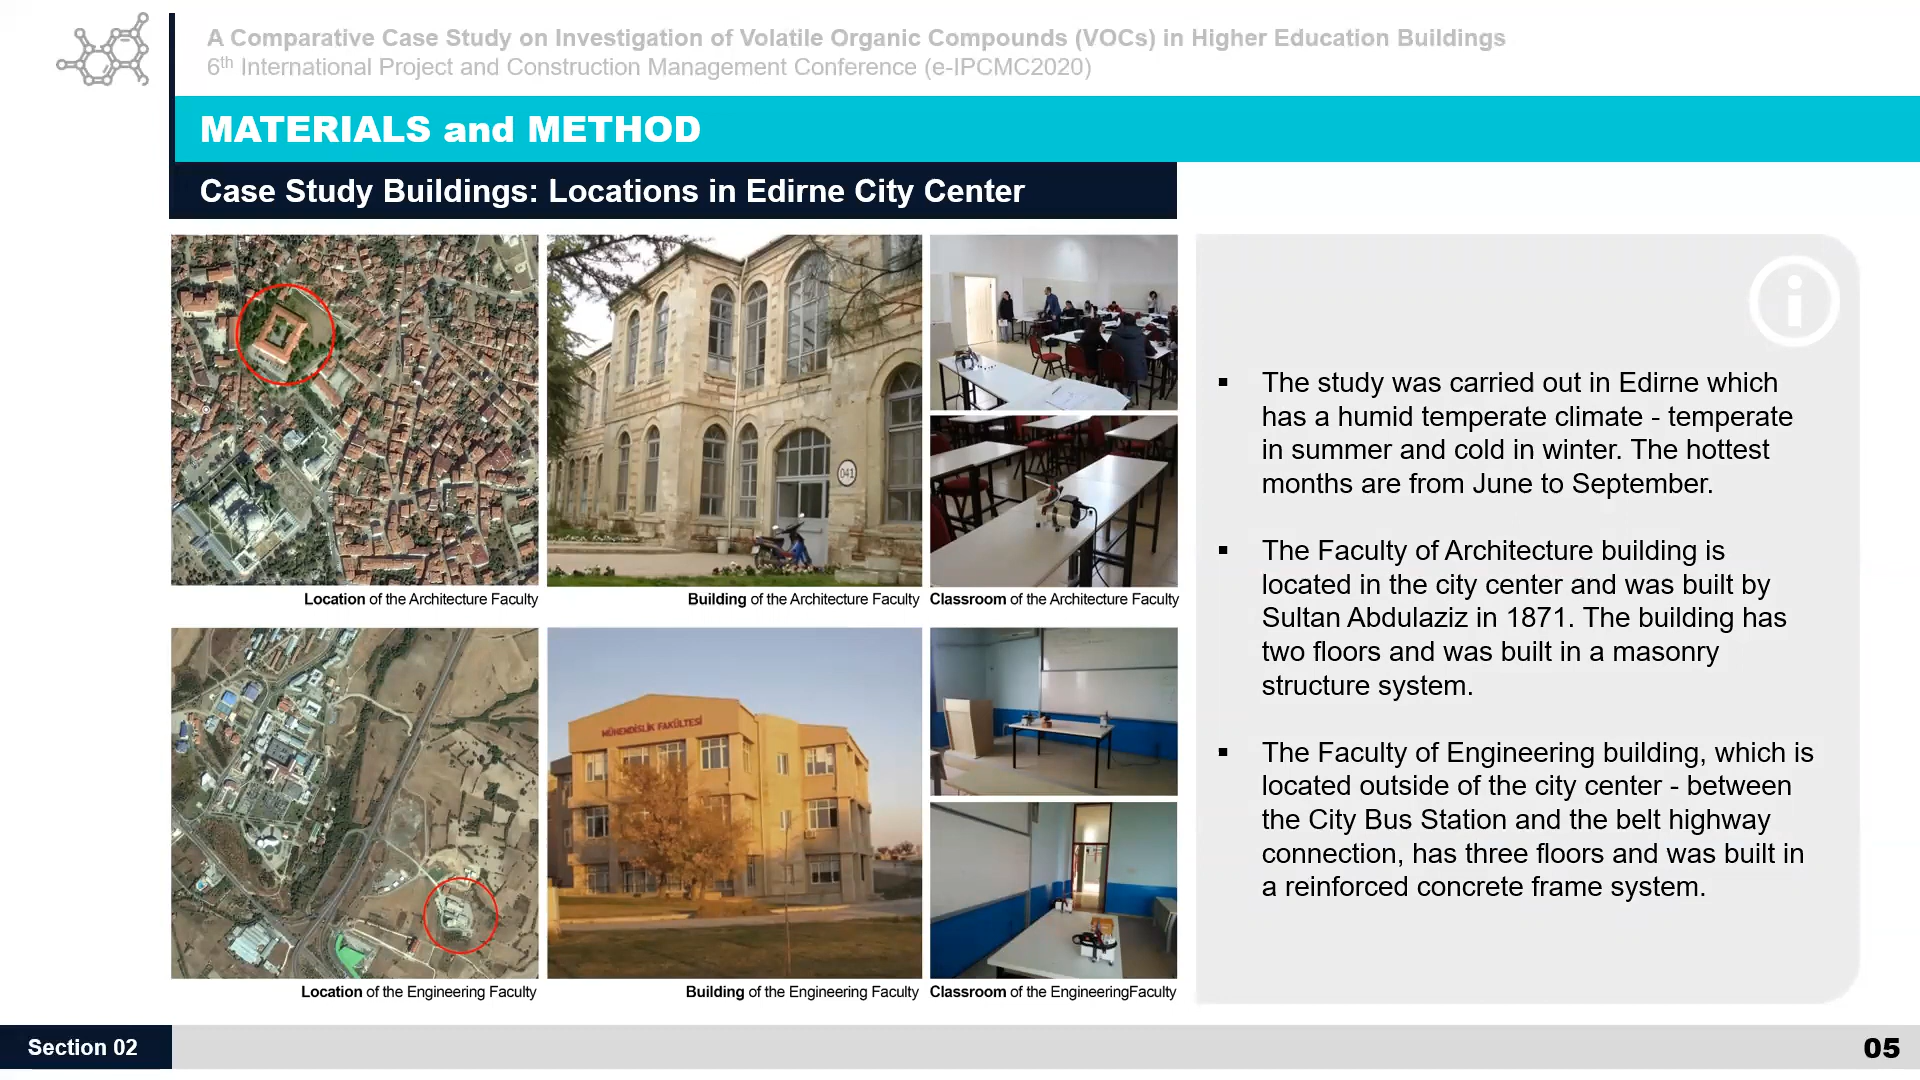 A Comparative Case Study on Investigation of Volatile Organic Compounds (VOCs) in Higher Education Buildings
6th International Project and Construction Management Conference (e-IPCMC2020)
MATERIALS and METHOD
Case Study Buildings: Locations in Edirne City Center
041
Location of the Architecture Faculty
Building of the Architecture Faculty
Classroom of the Architecture Faculty
MÜHENDİSLİK FAKÜLTESİ
Location of the Engineering Faculty
Building of the Engineering Faculty
Classroom of the EngineeringFaculty
i
▪ The study was carried out in Edirne which
has a humid temperate climate - temperate
in summer and cold in winter. The hottest
months are from June to September.
▪ The Faculty of Architecture building is
located in the city center and was built by
Sultan Abdulaziz in 1871. The building has
two floors and was built in a masonry
structure system.
▪ The Faculty of Engineering building, which is
located outside of the city center - between
the City Bus Station and the belt highway
connection, has three floors and was built in
a reinforced concrete frame system.
Section 02
05